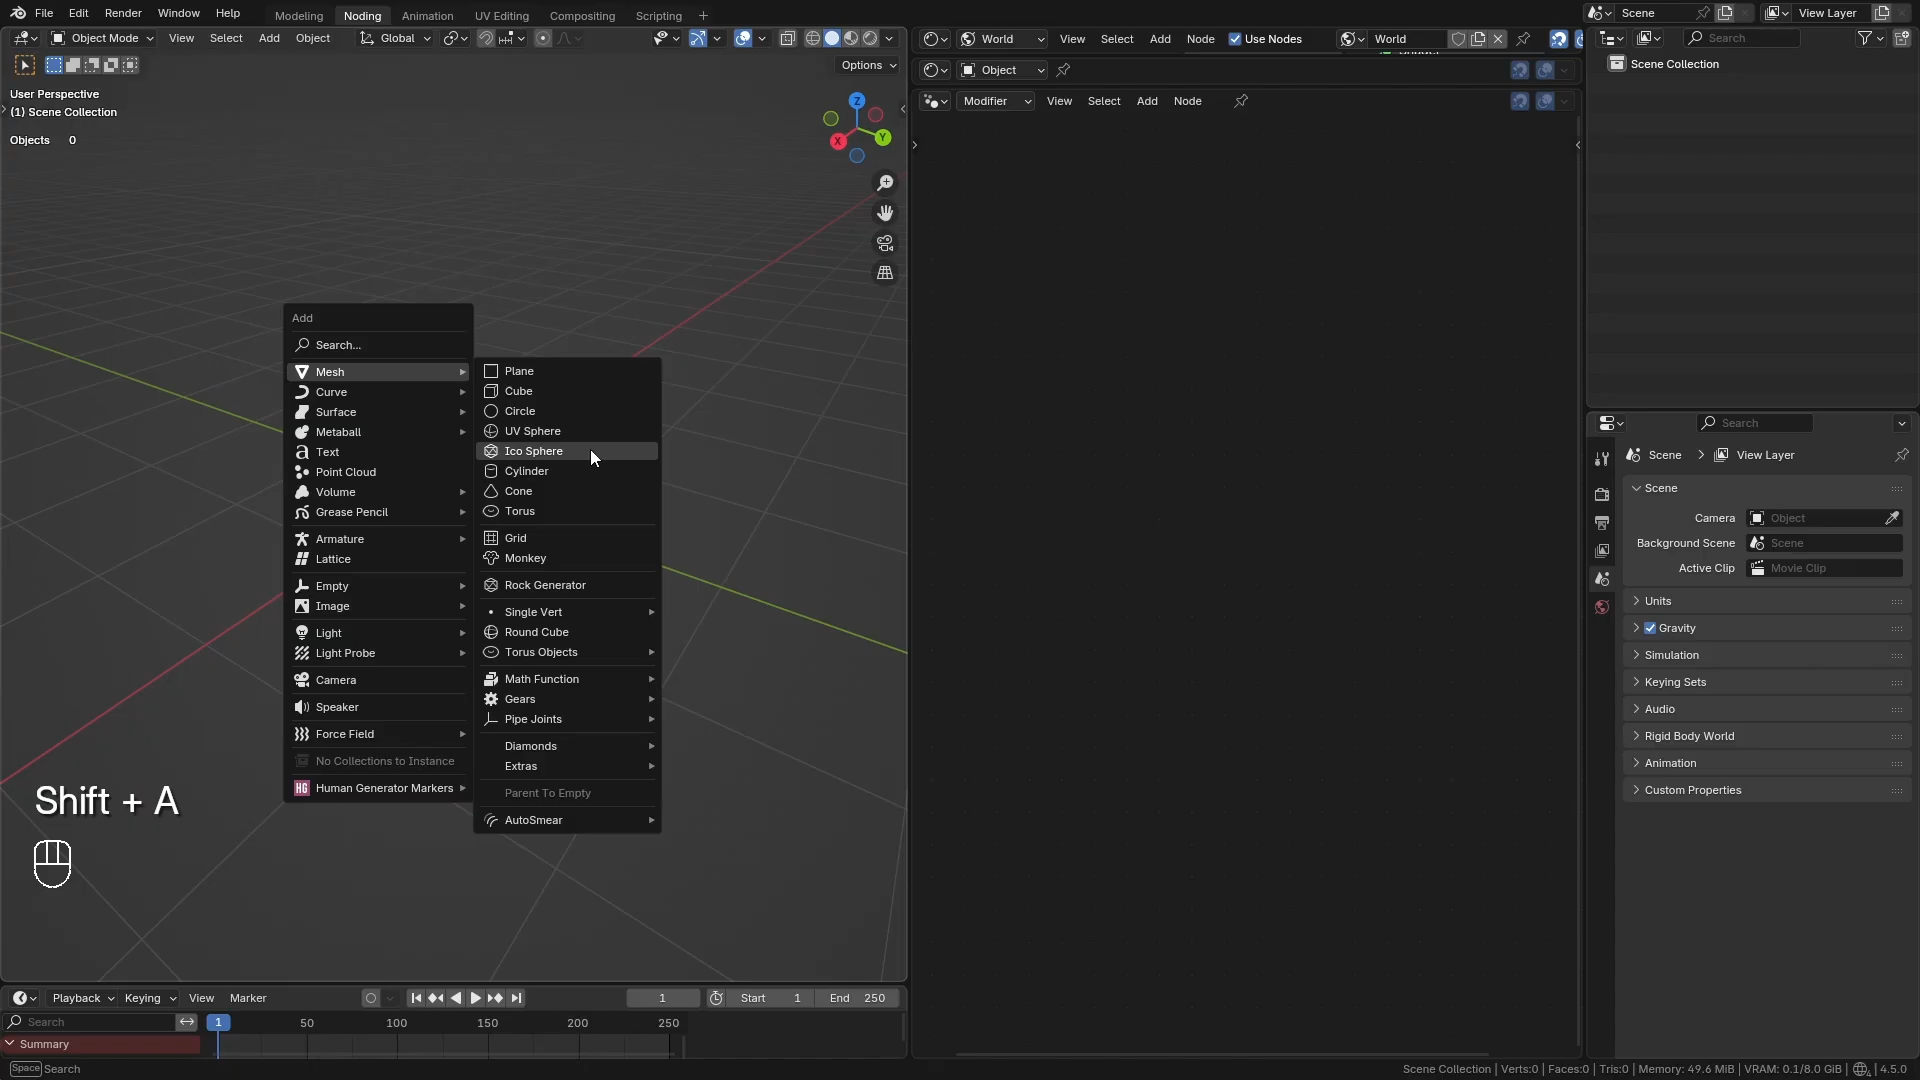 File Edit Render Window Help
Modeling Noding Animation UV Editing Compositing Scripting +
Scene View Layer
Object Mode View Select Add Object Global
Options
User Perspective
(1) Scene Collection
Objects 0
Z
Y
X
World View Select Add Node Use Nodes World
Object
Modifier View Select Add Node
Search
Scene Collection
Add
Search...
Mesh
Curve
Surface
Metaball
Text
Point Cloud
Volume
Grease Pencil
Armature
Lattice
Empty
Image
Light
Light Probe
Camera
Speaker
Force Field
No Collections to Instance
HG Human Generator Markers
Plane
Cube
Circle
UV Sphere
Ico Sphere
Cylinder
Cone
Torus
Grid
Monkey
Rock Generator
Single Vert
Round Cube
Torus Objects
Math Function
Gears
Pipe Joints
Diamonds
Extras
Parent To Empty
AutoSmear
Shift + A
Search
Scene View Layer
Scene
Camera Object
Background Scene Scene
Active Clip Movie Clip
Units
Gravity
Simulation
Keying Sets
Audio
Rigid Body World
Animation
Custom Properties
Playback Keying View Marker
1 Start 1 End 250
Search
1 50 100 150 200 250
Summary
Space Search
Scene Collection | Verts:0 | Faces:0 | Tris:0 | Memory: 49.6 MiB | VRAM: 0.1/8.0 GiB | 4.5.0